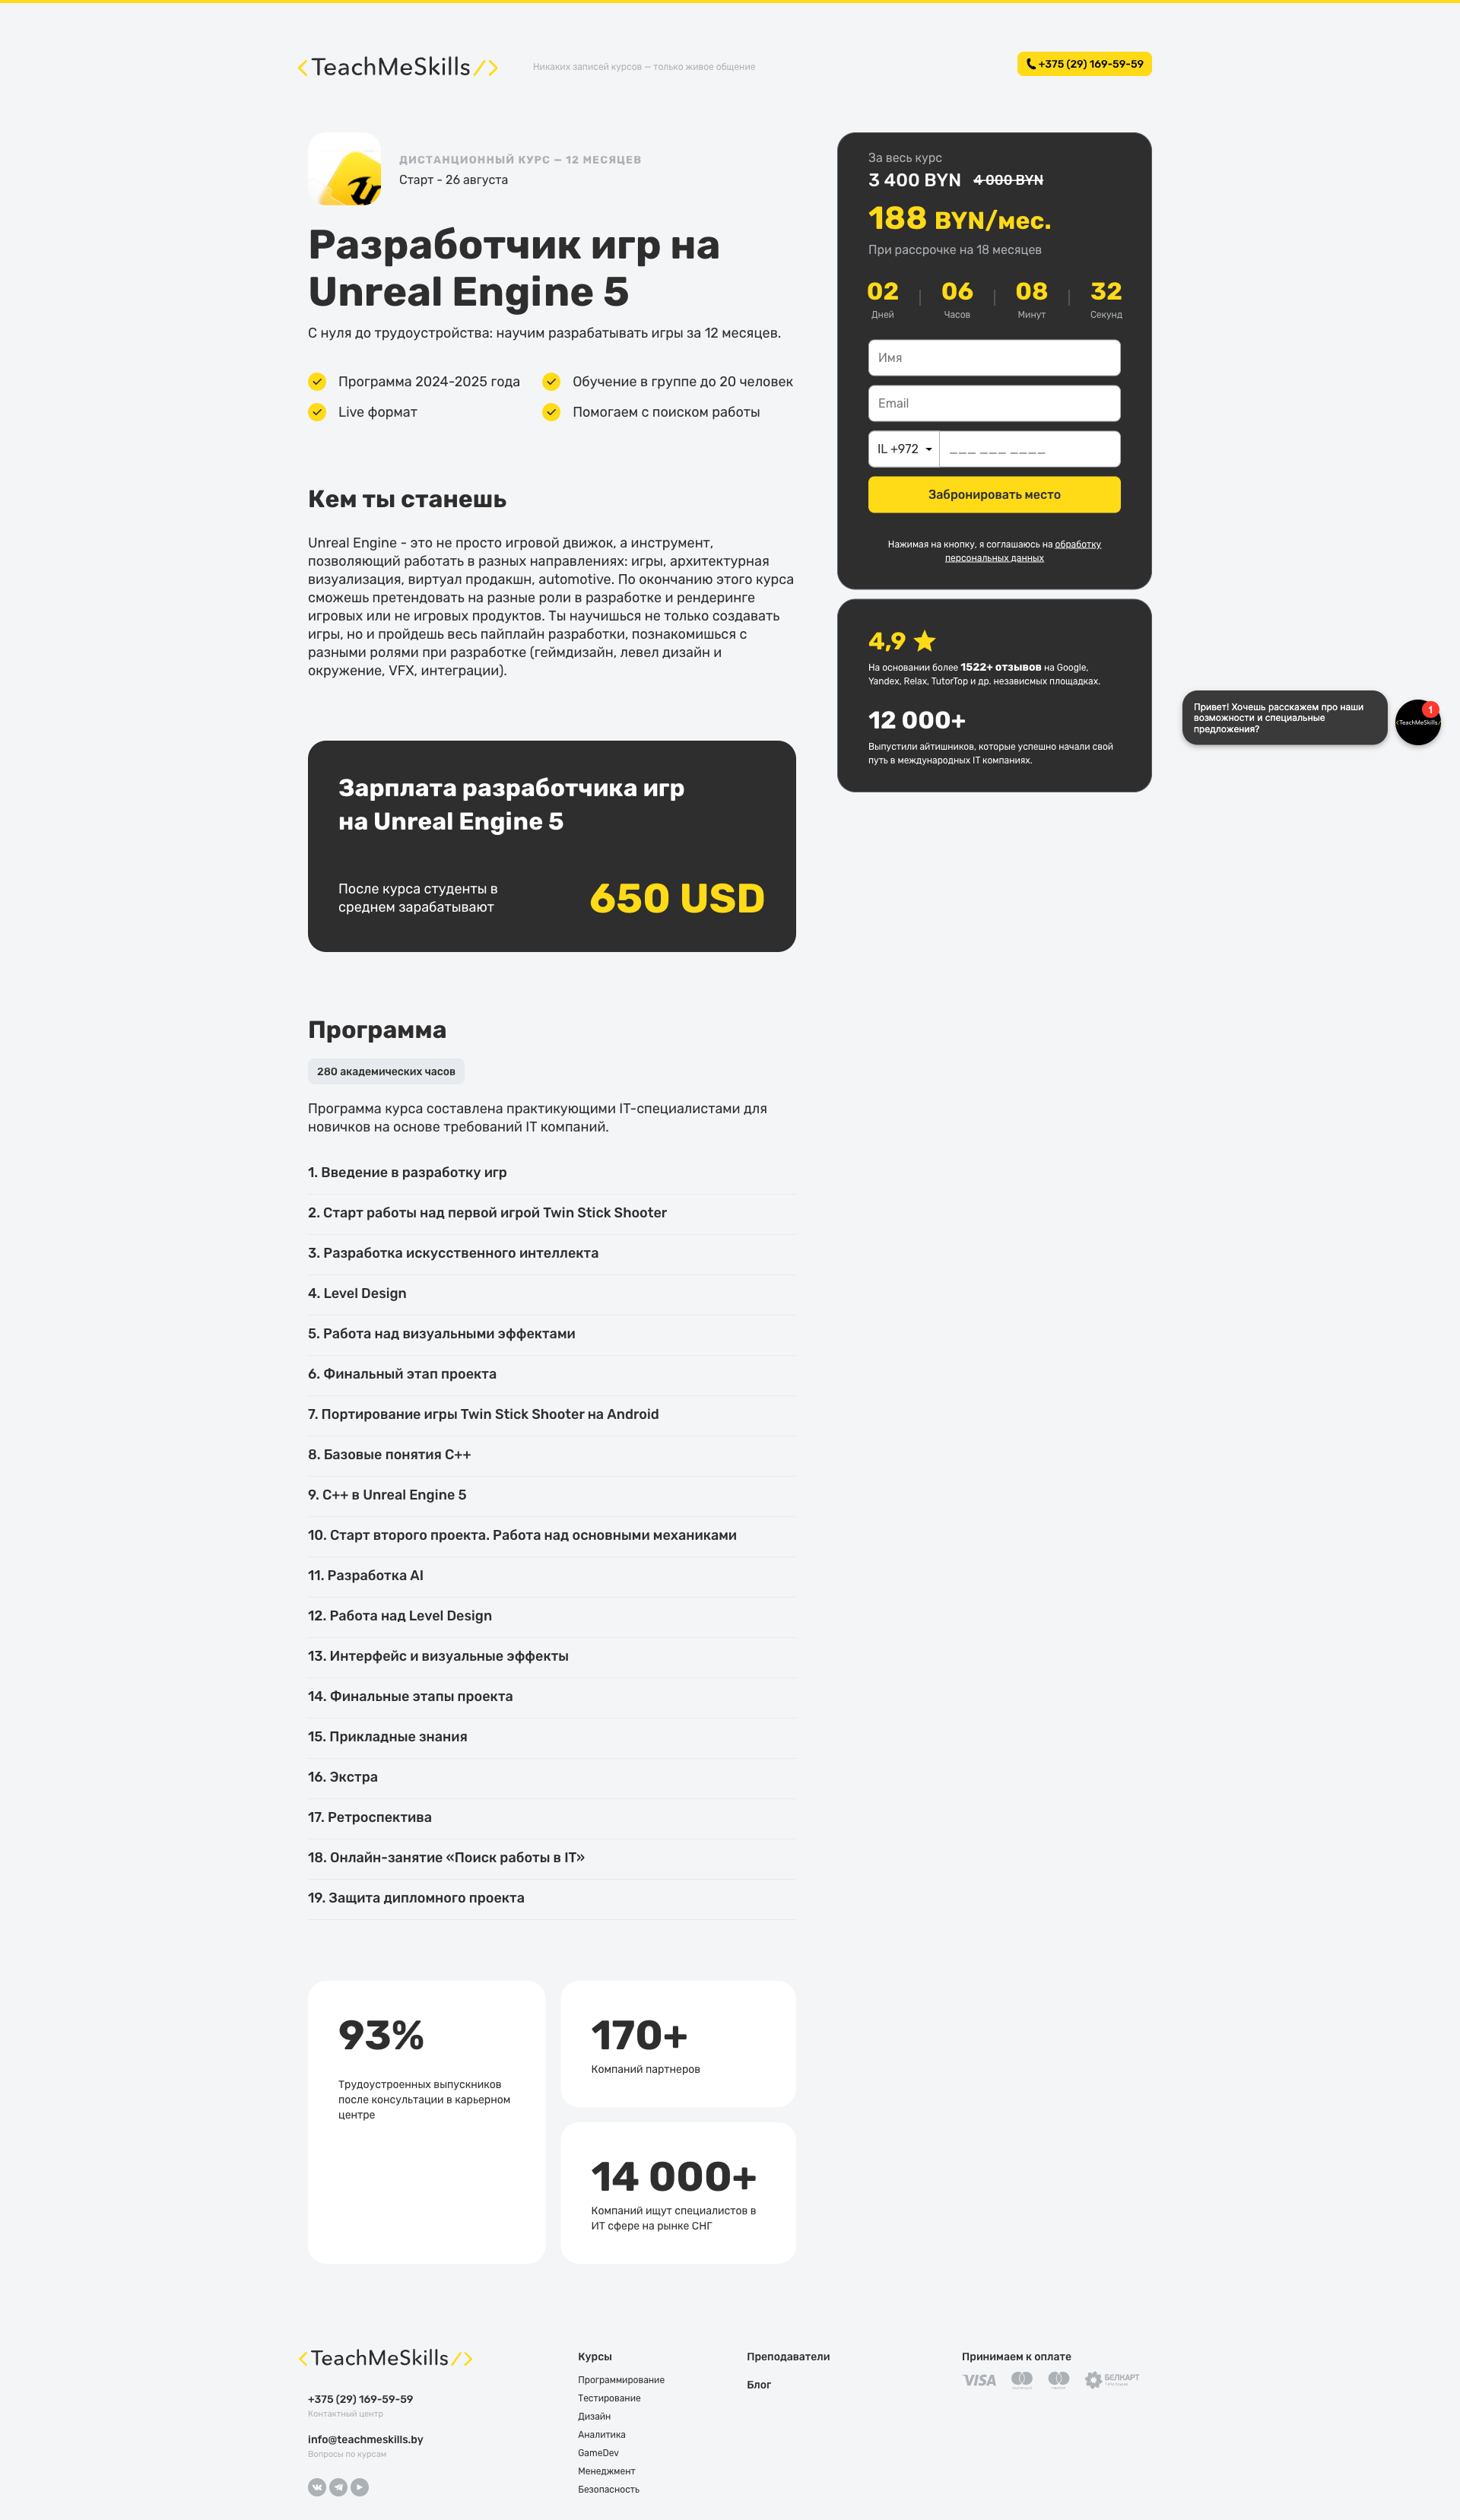 <TeachMeSkills/>
Никаких записей курсов — только живое общение
+375 (29) 169-59-59
ДИСТАНЦИОННЫЙ КУРС — 12 МЕСЯЦЕВ
Старт - 26 августа
Разработчик игр на
Unreal Engine 5
С нуля до трудоустройства: научим разрабатывать игры за 12 месяцев.
Программа 2024-2025 года
Обучение в группе до 20 человек
Live формат
Помогаем с поиском работы
За весь курс
3 400 BYN 4 000 BYN
188 BYN/мес.
При рассрочке на 18 месяцев
02 06 08 32
Дней Часов Минут Секунд
Имя
Email
IL +972 ___ ___ ____
Забронировать место
Нажимая на кнопку, я соглашаюсь на обработку
персональных данных
Кем ты станешь
Unreal Engine - это не просто игровой движок, а инструмент,
позволяющий работать в разных направлениях: игры, архитектурная
визуализация, виртуал продакшн, automotive. По окончанию этого курса
сможешь претендовать на разные роли в разработке и рендеринге
игровых или не игровых продуктов. Ты научишься не только создавать
игры, но и пройдешь весь пайплайн разработки, познакомишься с
разными ролями при разработке (геймдизайн, левел дизайн и
окружение, VFX, интеграции).
4,9
На основании более 1522+ отзывов на Google,
Yandex, Relax, TutorTop и др. независмых площадках.
12 000+
Выпустили айтишников, которые успешно начали свой
путь в международных IT компаниях.
Привет! Хочешь расскажем про наши
возможности и специальные
предложения?
<TeachMeSkills/
1
Зарплата разработчика игр
на Unreal Engine 5
После курса студенты в
среднем зарабатывают
650 USD
Программа
280 академических часов
Программа курса составлена практикующими IT-специалистами для
новичков на основе требований IT компаний.
1. Введение в разработку игр
2. Старт работы над первой игрой Twin Stick Shooter
3. Разработка искусственного интеллекта
4. Level Design
5. Работа над визуальными эффектами
6. Финальный этап проекта
7. Портирование игры Twin Stick Shooter на Android
8. Базовые понятия C++
9. C++ в Unreal Engine 5
10. Старт второго проекта. Работа над основными механиками
11. Разработка AI
12. Работа над Level Design
13. Интерфейс и визуальные эффекты
14. Финальные этапы проекта
15. Прикладные знания
16. Экстра
17. Ретроспектива
18. Онлайн-занятие «Поиск работы в IT»
19. Защита дипломного проекта
93%
Трудоустроенных выпускников
после консультации в карьерном
центре
170+
Компаний партнеров
14 000+
Компаний ищут специалистов в
ИТ сфере на рынке СНГ
<TeachMeSkills/>
+375 (29) 169-59-59
Контактный центр
info@teachmeskills.by
Вопросы по курсам
Курсы
Программирование
Тестирование
Дизайн
Аналитика
GameDev
Менеджмент
Безопасность
Преподаватели
Блог
Принимаем к оплате
VISA
БЕЛКАРТ